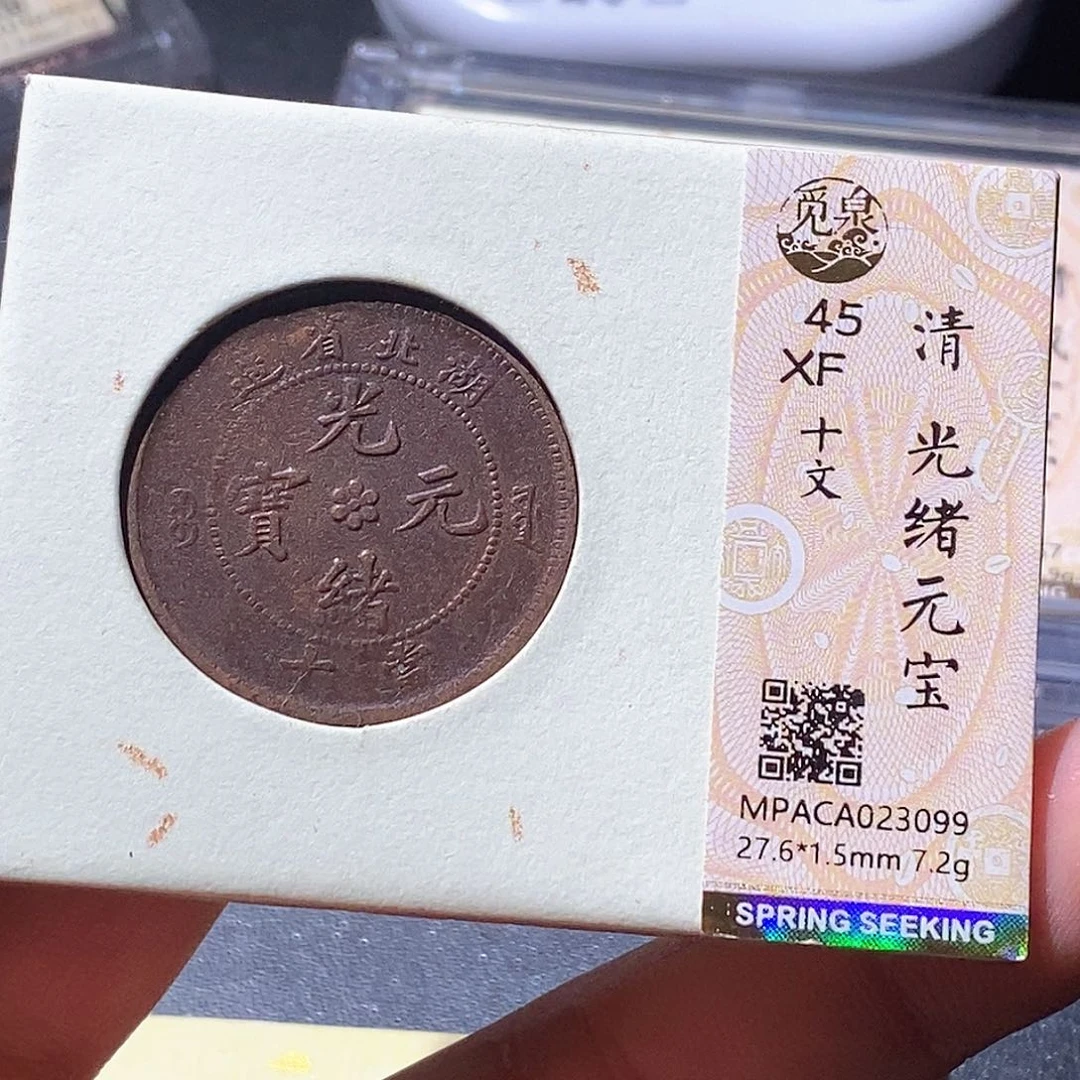 湖北省造
光緒元寶
當十
觅泉
45
XF
十文
清 光绪元宝
MPACA023099
27.6*1.5mm 7.2g
SPRING SEEKING